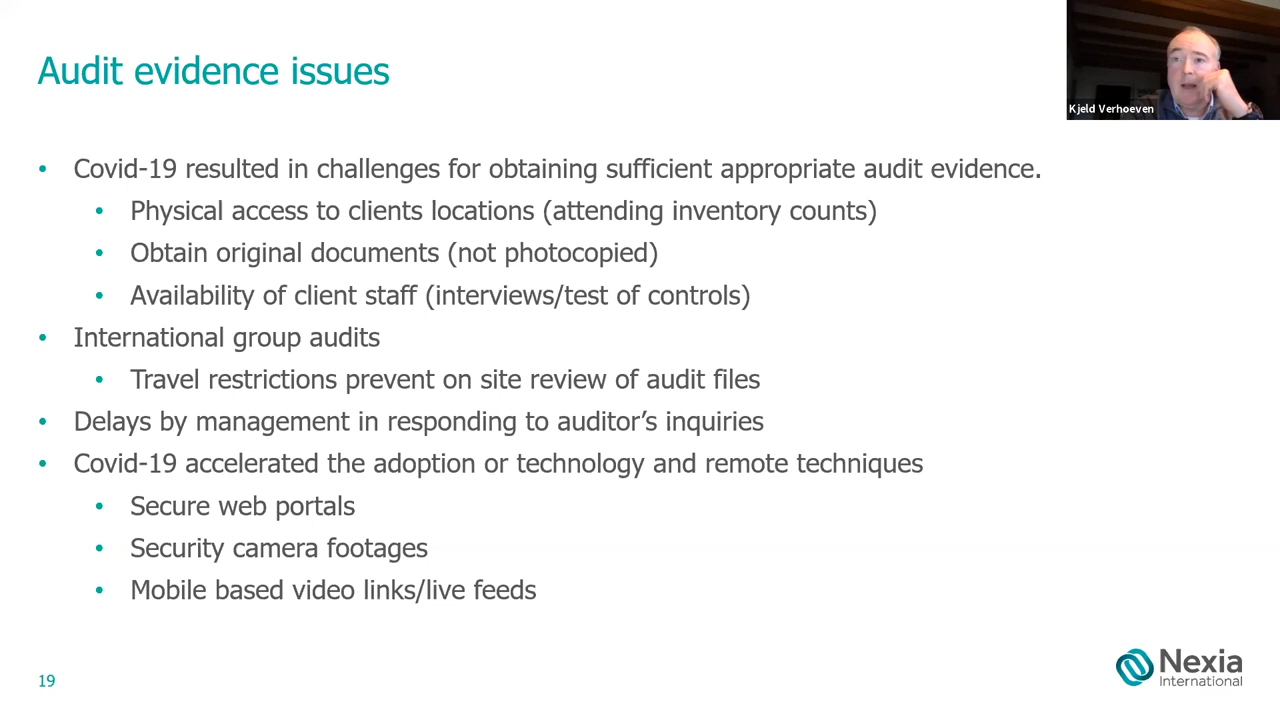 Audit evidence issues
Kjeld Verhoeven
• Covid-19 resulted in challenges for obtaining sufficient appropriate audit evidence.
• Physical access to clients locations (attending inventory counts)
• Obtain original documents (not photocopied)
• Availability of client staff (interviews/test of controls)
• International group audits
• Travel restrictions prevent on site review of audit files
• Delays by management in responding to auditor’s inquiries
• Covid-19 accelerated the adoption or technology and remote techniques
• Secure web portals
• Security camera footages
• Mobile based video links/live feeds
19
Nexia
International